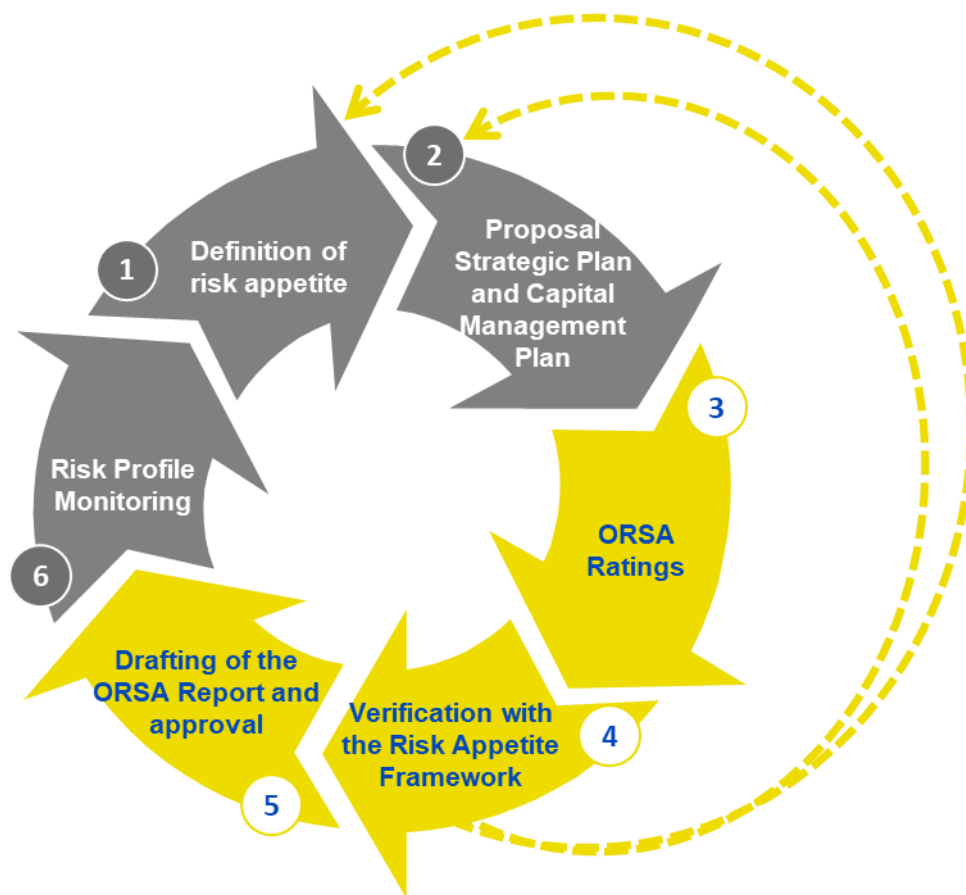 1
Definition of
risk appetite
2
Proposal
Strategic Plan
and Capital
Management
Plan
3
ORSA
Ratings
4
Verification with
the Risk Appetite
Framework
5
Drafting of the
ORSA Report and
approval
6
Risk Profile
Monitoring